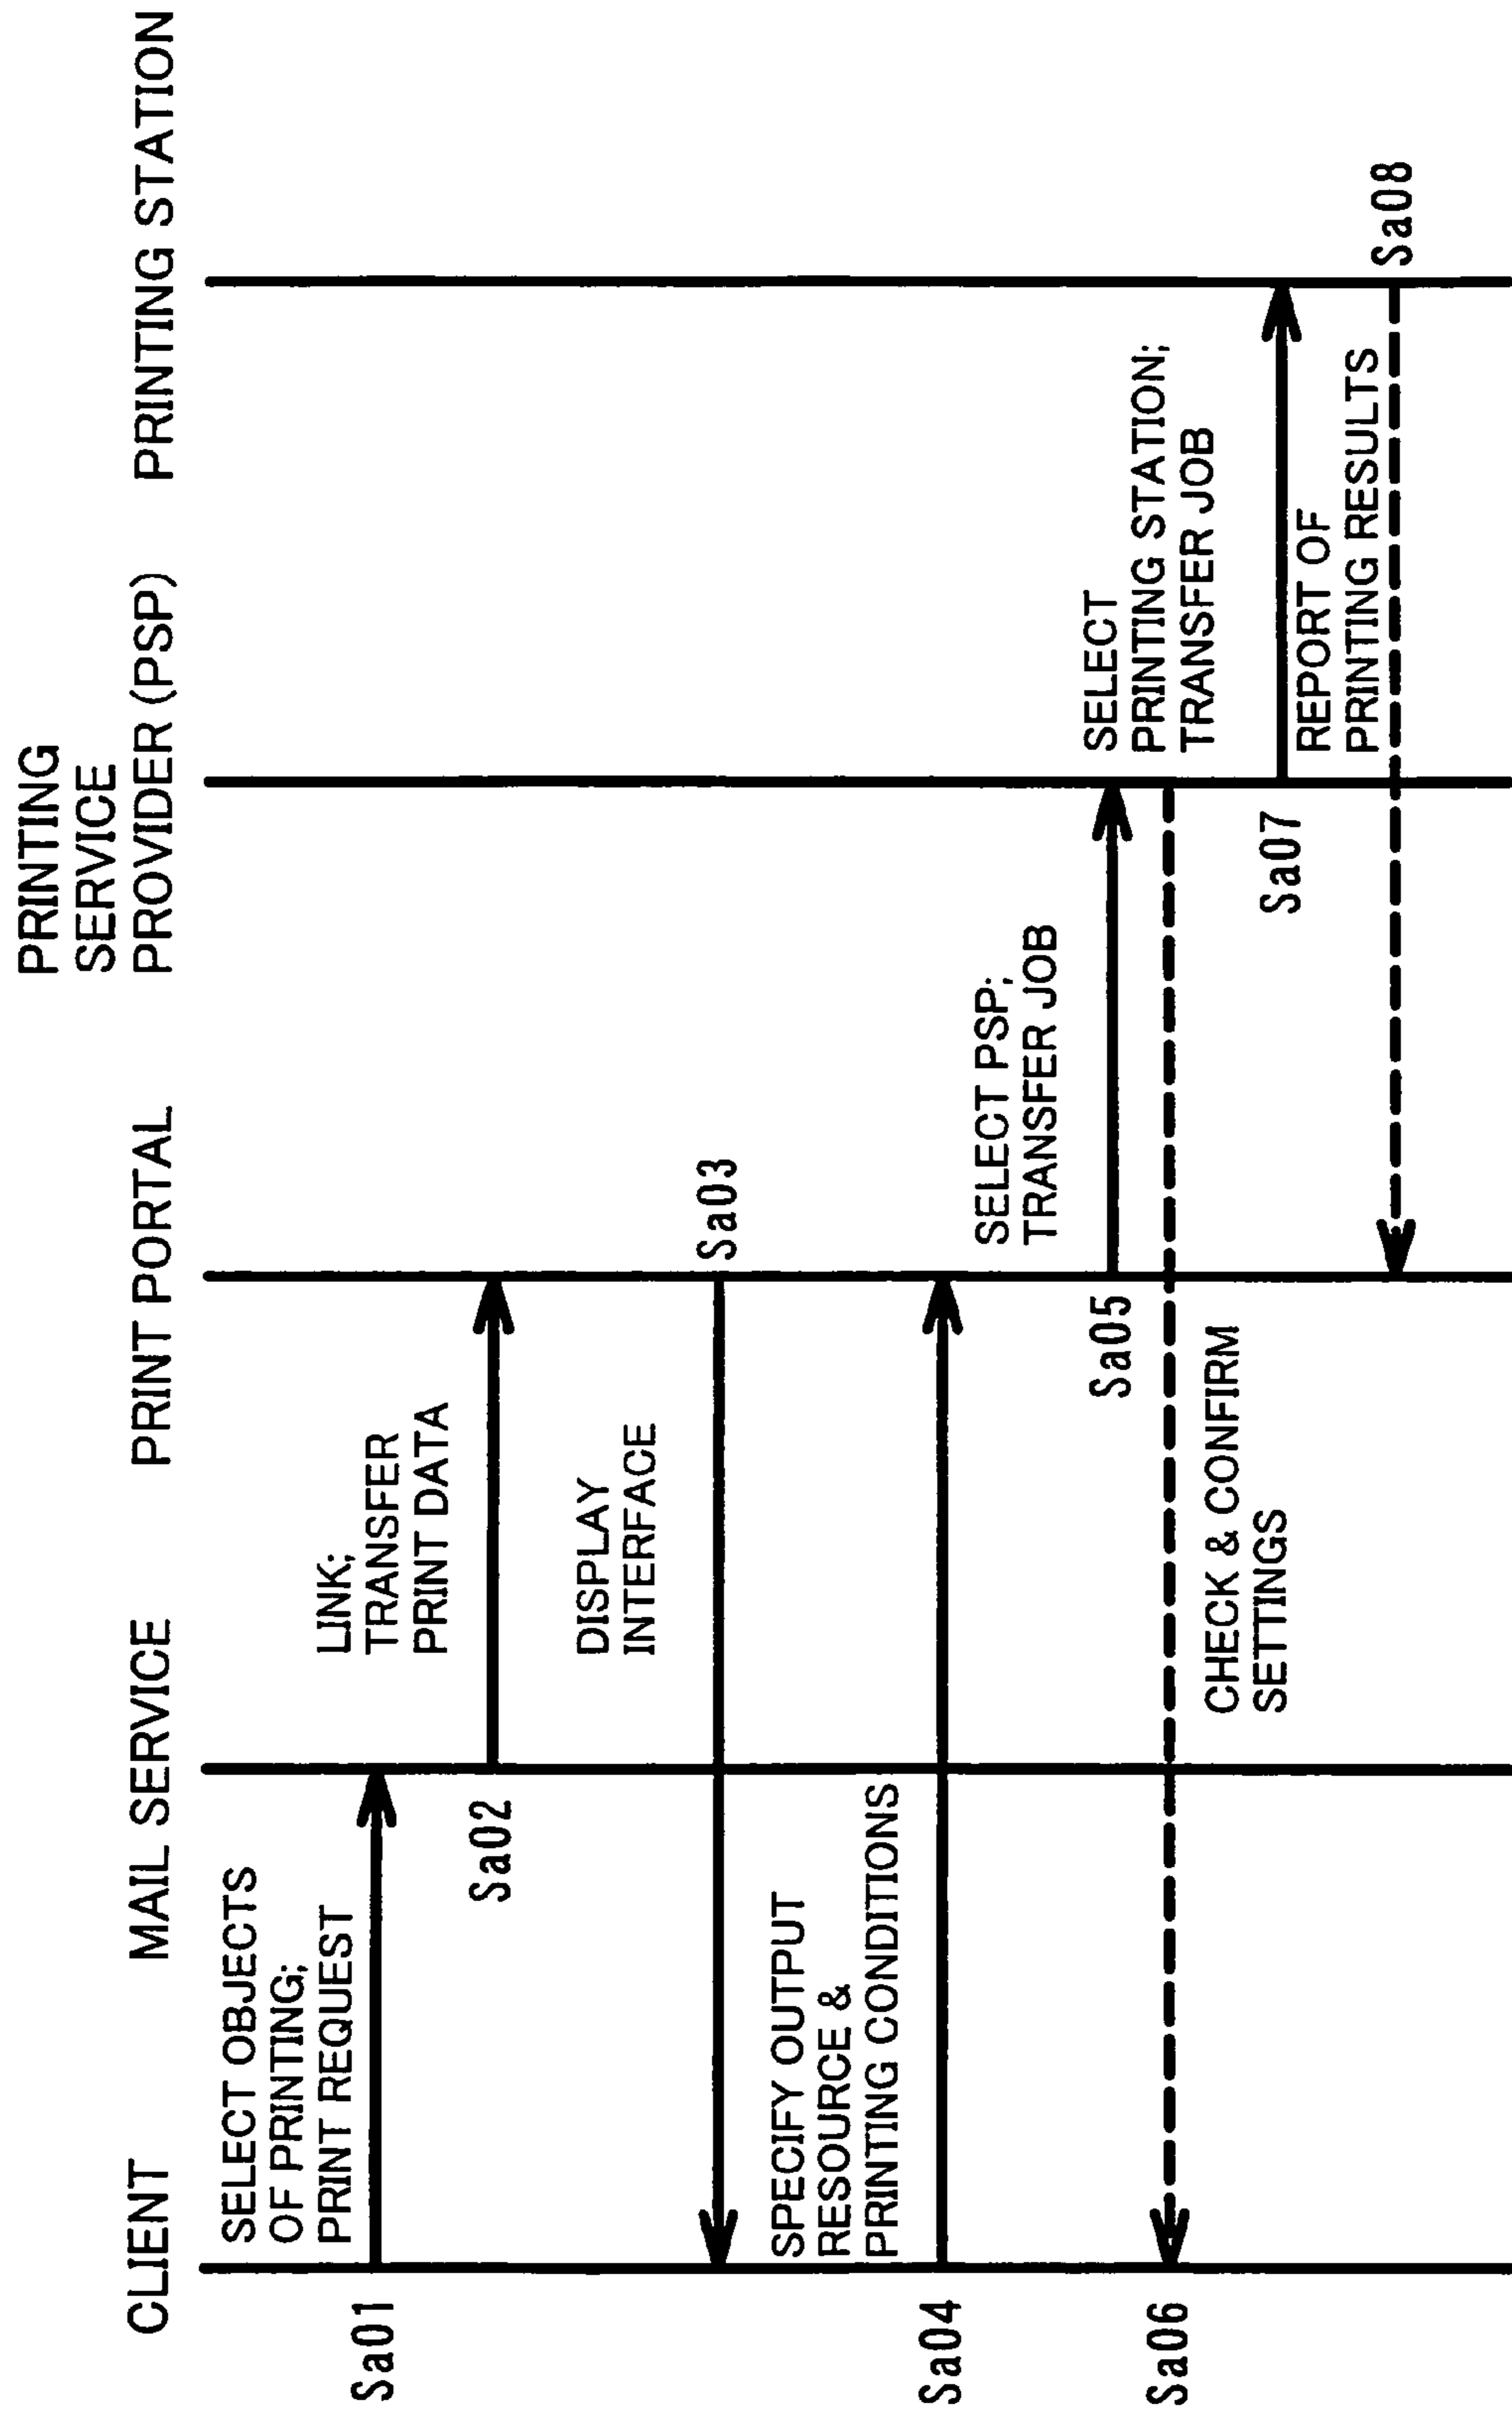 CLIENT
MAIL SERVICE
PRINT PORTAL
PRINTING
SERVICE
PROVIDER (PSP)
PRINTING STATION
Sa01
SELECT OBJECTS
OF PRINTING;
PRINT REQUEST
Sa02
LINK;
TRANSFER
PRINT DATA
DISPLAY
INTERFACE
Sa03
Sa04
SPECIFY OUTPUT
RESOURCE &
PRINTING CONDITIONS
Sa05
SELECT PSP;
TRANSFER JOB
Sa06
CHECK & CONFIRM
SETTINGS
Sa07
SELECT
PRINTING STATION;
TRANSFER JOB
REPORT OF
PRINTING RESULTS
Sa08